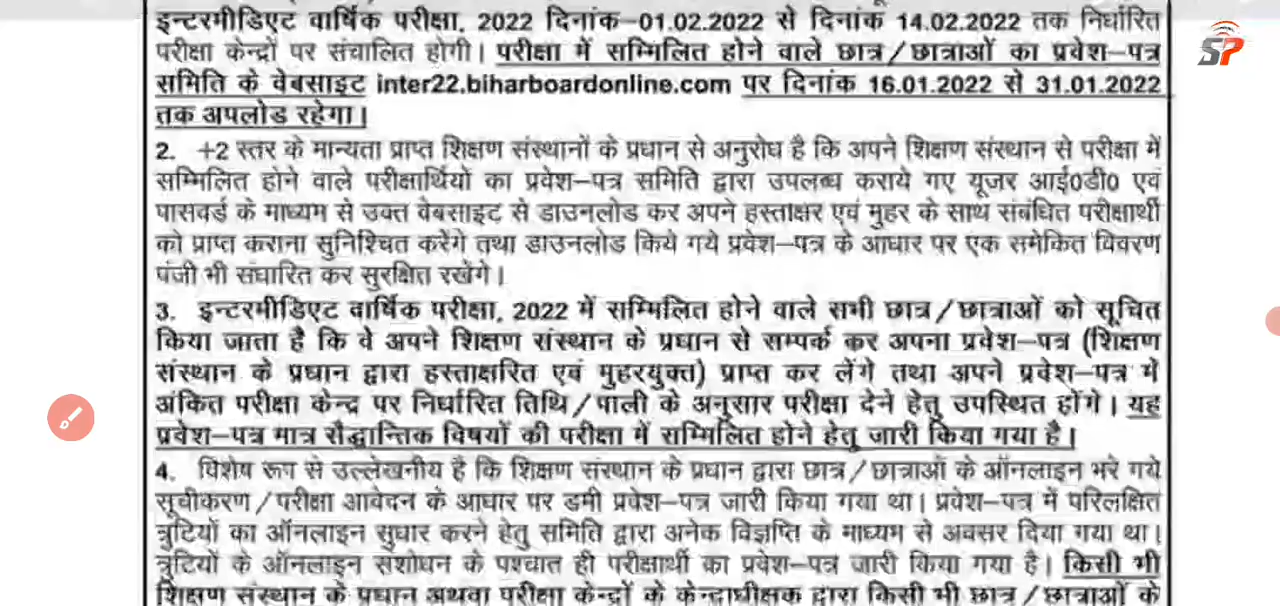 इन्टरमीडिएट वार्षिक परीक्षा, 2022 दिनांक-01.02.2022 से दिनांक 14.02.2022 तक निर्धारित
SP
परीक्षा केन्द्रों पर संचालित होगी। परीक्षा में सम्मिलित होने वाले छात्र/छात्राओं का प्रवेश-पत्र
समिति के वेबसाइट inter22.biharboardonline.com पर दिनांक 16.01.2022 से 31.01.2022
तक अपलोड रहेगा।
2. +2 स्तर के मान्यता प्राप्त शिक्षण संस्थानों के प्रधान से अनुरोध है कि अपने शिक्षण संस्थान से परीक्षा में
सम्मिलित होने वाले परीक्षार्थियों का प्रवेश-पत्र समिति द्वारा उपलब्ध कराये गए यूजर आई0डी0 एवं
पासवर्ड के माध्यम से उक्त वेबसाइट से डाउनलोड कर अपने हस्ताक्षर एवं मुहर के साथ संबंधित परीक्षार्थी
को प्राप्त कराना सुनिश्चित करेंगे तथा डाउनलोड किये गये प्रवेश-पत्र के आधार पर एक समेकित विवरण
पंजी भी संघारित कर सुरक्षित रखेंगे।
3. इन्टरमीडिएट वार्षिक परीक्षा, 2022 में सम्मिलित होने वाले सभी छात्र/छात्राओं को सूचित
किया जाता है कि वे अपने शिक्षण संस्थान के प्रधान से सम्पर्क कर अपना प्रवेश-पत्र (शिक्षण
संस्थान के प्रधान द्वारा हस्ताक्षरित एवं मुहरयुक्त) प्राप्त कर लेंगे तथा अपने प्रवेश-पत्र में
अंकित परीक्षा केन्द्र पर निर्धारित तिथि/पाली के अनुसार परीक्षा देने हेतु उपस्थित होंगे। यह
प्रवेश-पत्र मात्र सैद्धान्तिक विषयों की परीक्षा में सम्मिलित होने हेतु जारी किया गया है।
4. विशेष रूप से उल्लेखनीय है कि शिक्षण संस्थान के प्रधान द्वारा छात्र/छात्राओं के ऑनलाइन भरे गये
सूचीकरण/परीक्षा आवेदन के आधार पर डमी प्रवेश-पत्र जारी किया गया था। प्रवेश-पत्र में परिलक्षित
त्रुटियों का ऑनलाइन सुधार करने हेतु समिति द्वारा अनेक विज्ञप्ति के माध्यम से अवसर दिया गया था।
त्रुटियों के ऑनलाइन संशोधन के पश्चात ही परीक्षार्थी का प्रवेश-पत्र जारी किया गया है। किसी भी
शिक्षण संस्थान के प्रधान अथवा परीक्षा केन्द्रों के केन्द्राधीक्षक द्वारा किसी भी छात्र/छात्राओं के